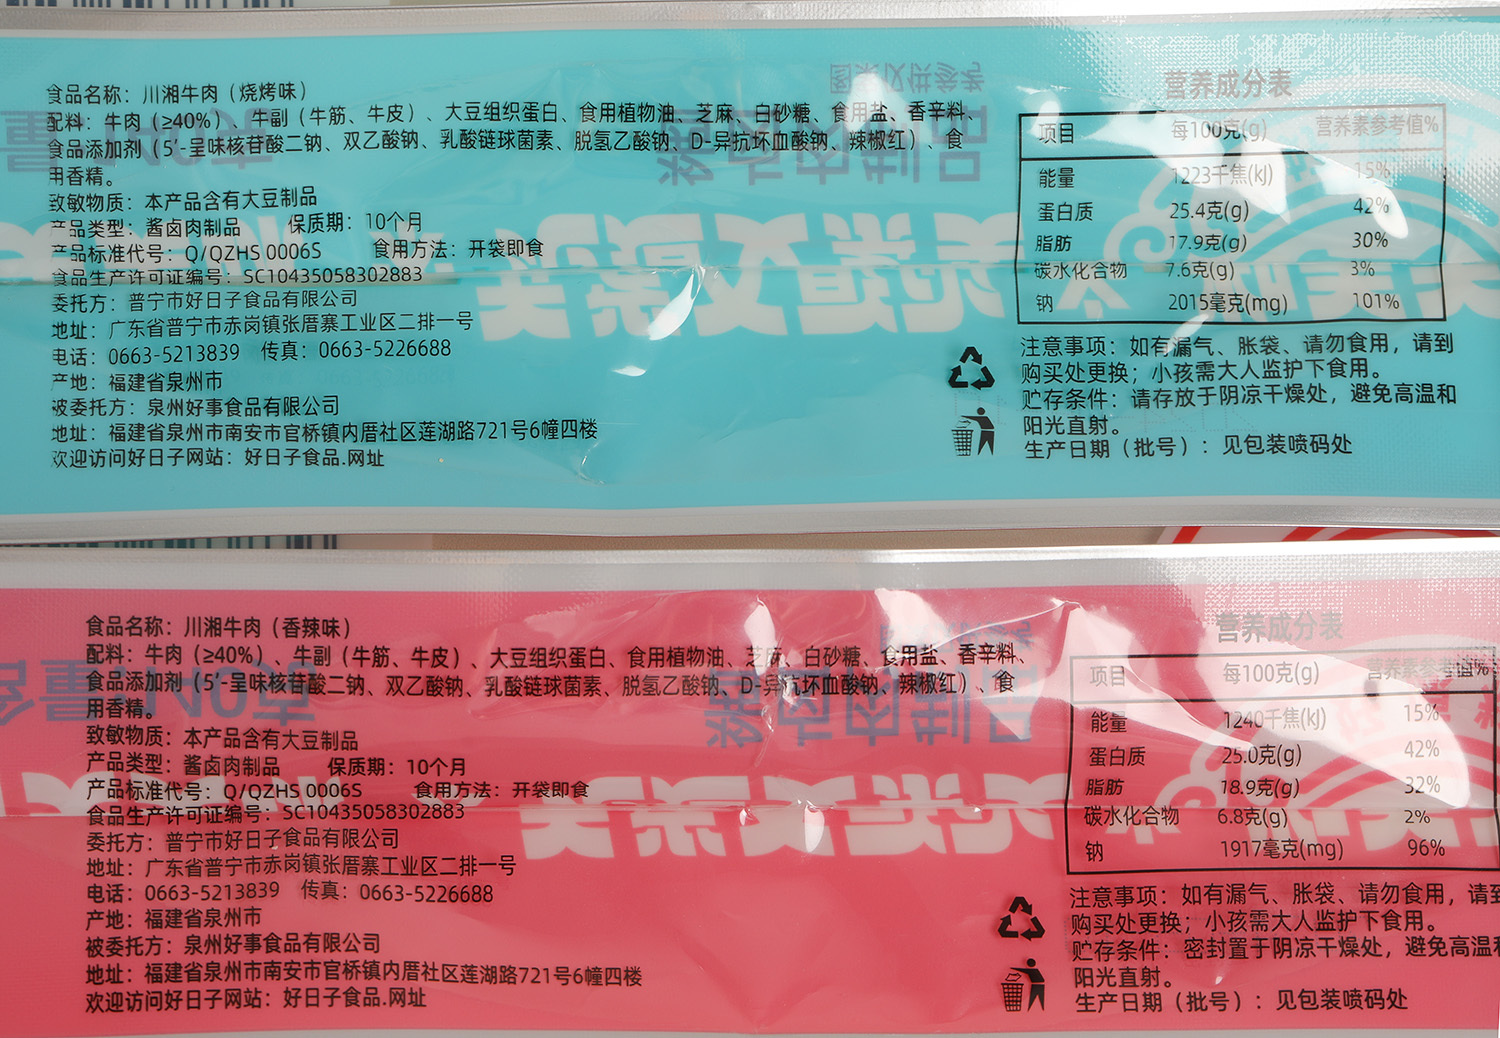 食品名称：川湘牛肉（烧烤味）
配料：牛肉（≥40%）、牛副（牛筋、牛皮）、大豆组织蛋白、食用植物油、芝麻、白砂糖、食用盐、香辛料、
食品添加剂（5'-呈味核苷酸二钠、双乙酸钠、乳酸链球菌素、脱氢乙酸钠、D-异抗坏血酸钠、辣椒红）、食
用香精。
致敏物质：本产品含有大豆制品
产品类型：酱卤肉制品 保质期：10个月
产品标准代号：Q/QZHS 0006S 食用方法：开袋即食
食品生产许可证编号：SC10435058302883
委托方：普宁市好日子食品有限公司
地址：广东省普宁市赤岗镇张厝寨工业区二排一号
电话：0663-5213839 传真：0663-5226688
产地：福建省泉州市
被委托方：泉州好事食品有限公司
地址：福建省泉州市南安市官桥镇内厝社区莲湖路721号6幢四楼
欢迎访问好日子网站：好日子食品.网址
营养成分表
项目 每100克(g) 营养素参考值%
能量 1223千焦(kJ) 15%
蛋白质 25.4克(g) 42%
脂肪 17.9克(g) 30%
碳水化合物 7.6克(g) 3%
钠 2015毫克(mg) 101%
注意事项：如有漏气、胀袋、请勿食用，请到
购买处更换；小孩需大人监护下食用。
贮存条件：请存放于阴凉干燥处，避免高温和
阳光直射。
生产日期（批号）：见包装喷码处
食品名称：川湘牛肉（香辣味）
配料：牛肉（≥40%）、牛副（牛筋、牛皮）、大豆组织蛋白、食用植物油、芝麻、白砂糖、食用盐、香辛料、
食品添加剂（5'-呈味核苷酸二钠、双乙酸钠、乳酸链球菌素、脱氢乙酸钠、D-异抗坏血酸钠、辣椒红）、食
用香精。
致敏物质：本产品含有大豆制品
产品类型：酱卤肉制品 保质期：10个月
产品标准代号：Q/QZHS 0006S 食用方法：开袋即食
食品生产许可证编号：SC10435058302883
委托方：普宁市好日子食品有限公司
地址：广东省普宁市赤岗镇张厝寨工业区二排一号
电话：0663-5213839 传真：0663-5226688
产地：福建省泉州市
被委托方：泉州好事食品有限公司
地址：福建省泉州市南安市官桥镇内厝社区莲湖路721号6幢四楼
欢迎访问好日子网站：好日子食品.网址
营养成分表
项目 每100克(g) 营养素参考值%
能量 1240千焦(kJ) 15%
蛋白质 25.0克(g) 42%
脂肪 18.9克(g) 32%
碳水化合物 6.8克(g) 2%
钠 1917毫克(mg) 96%
注意事项：如有漏气、胀袋、请勿食用，请到
购买处更换；小孩需大人监护下食用。
贮存条件：密封置于阴凉干燥处，避免高温和
阳光直射。
生产日期（批号）：见包装喷码处